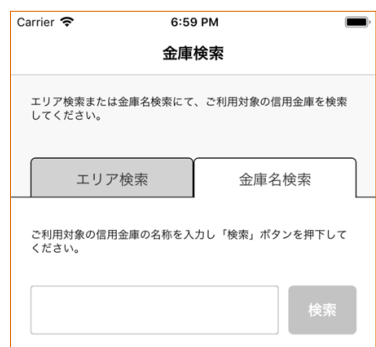 Carrier 6:59 PM
金庫検索
エリア検索または金庫名検索にて、ご利用対象の信用金庫を検索
してください。
エリア検索 金庫名検索
ご利用対象の信用金庫の名称を入力し「検索」ボタンを押下して
ください。
検索